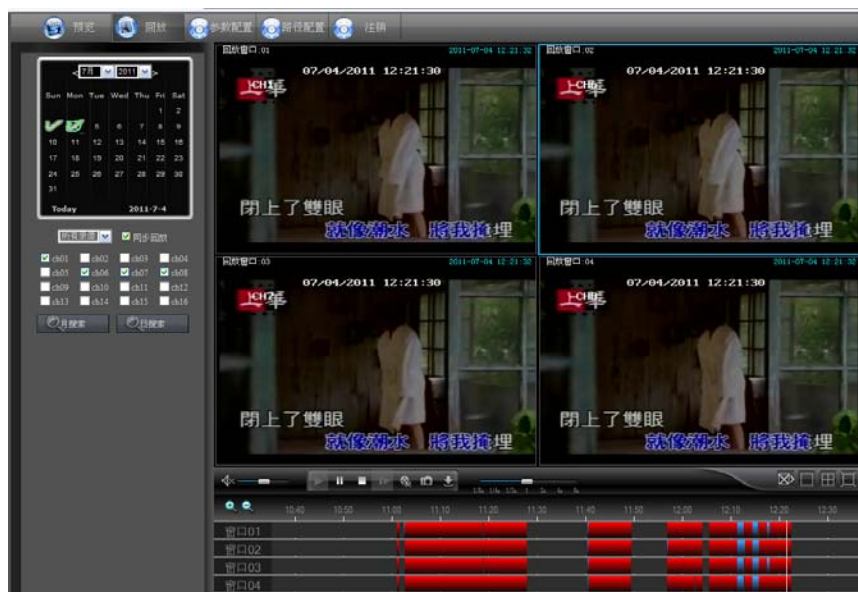 预览 回放 参数配置 路径配置 注销
7月 2011
Sun Mon Tue Wed Thu Fri Sat
1 2
5 6 7 8 9
10 11 12 13 14 15 16
17 18 19 20 21 22 23
24 25 26 27 28 29 30
31
Today 2011-7-4
同步回放
ch01 ch02 ch03 ch04
ch05 ch06 ch07 ch08
ch09 ch10 ch11 ch12
ch13 ch14 ch15 ch16
月搜索 日搜索
回放窗口:01 2011-07-04 12:21:32
07/04/2011 12:21:30
CH1
閉上了雙眼
就像潮水 將我掩埋
回放窗口:02 2011-07-04 12:21:32
07/04/2011 12:21:30
閉上了雙眼
就像潮水 將我掩埋
回放窗口:03 2011-07-04 12:21:32
07/04/2011 12:21:30
CH7
閉上了雙眼
就像潮水 將我掩埋
回放窗口:04 2011-07-04 12:21:32
07/04/2011 12:21:30
閉上了雙眼
就像潮水 將我掩埋
10:40 10:50 11:00 11:10 11:20 11:30 11:40 11:50 12:00 12:10 12:20 12:30
窗口01
窗口02
窗口03
窗口04